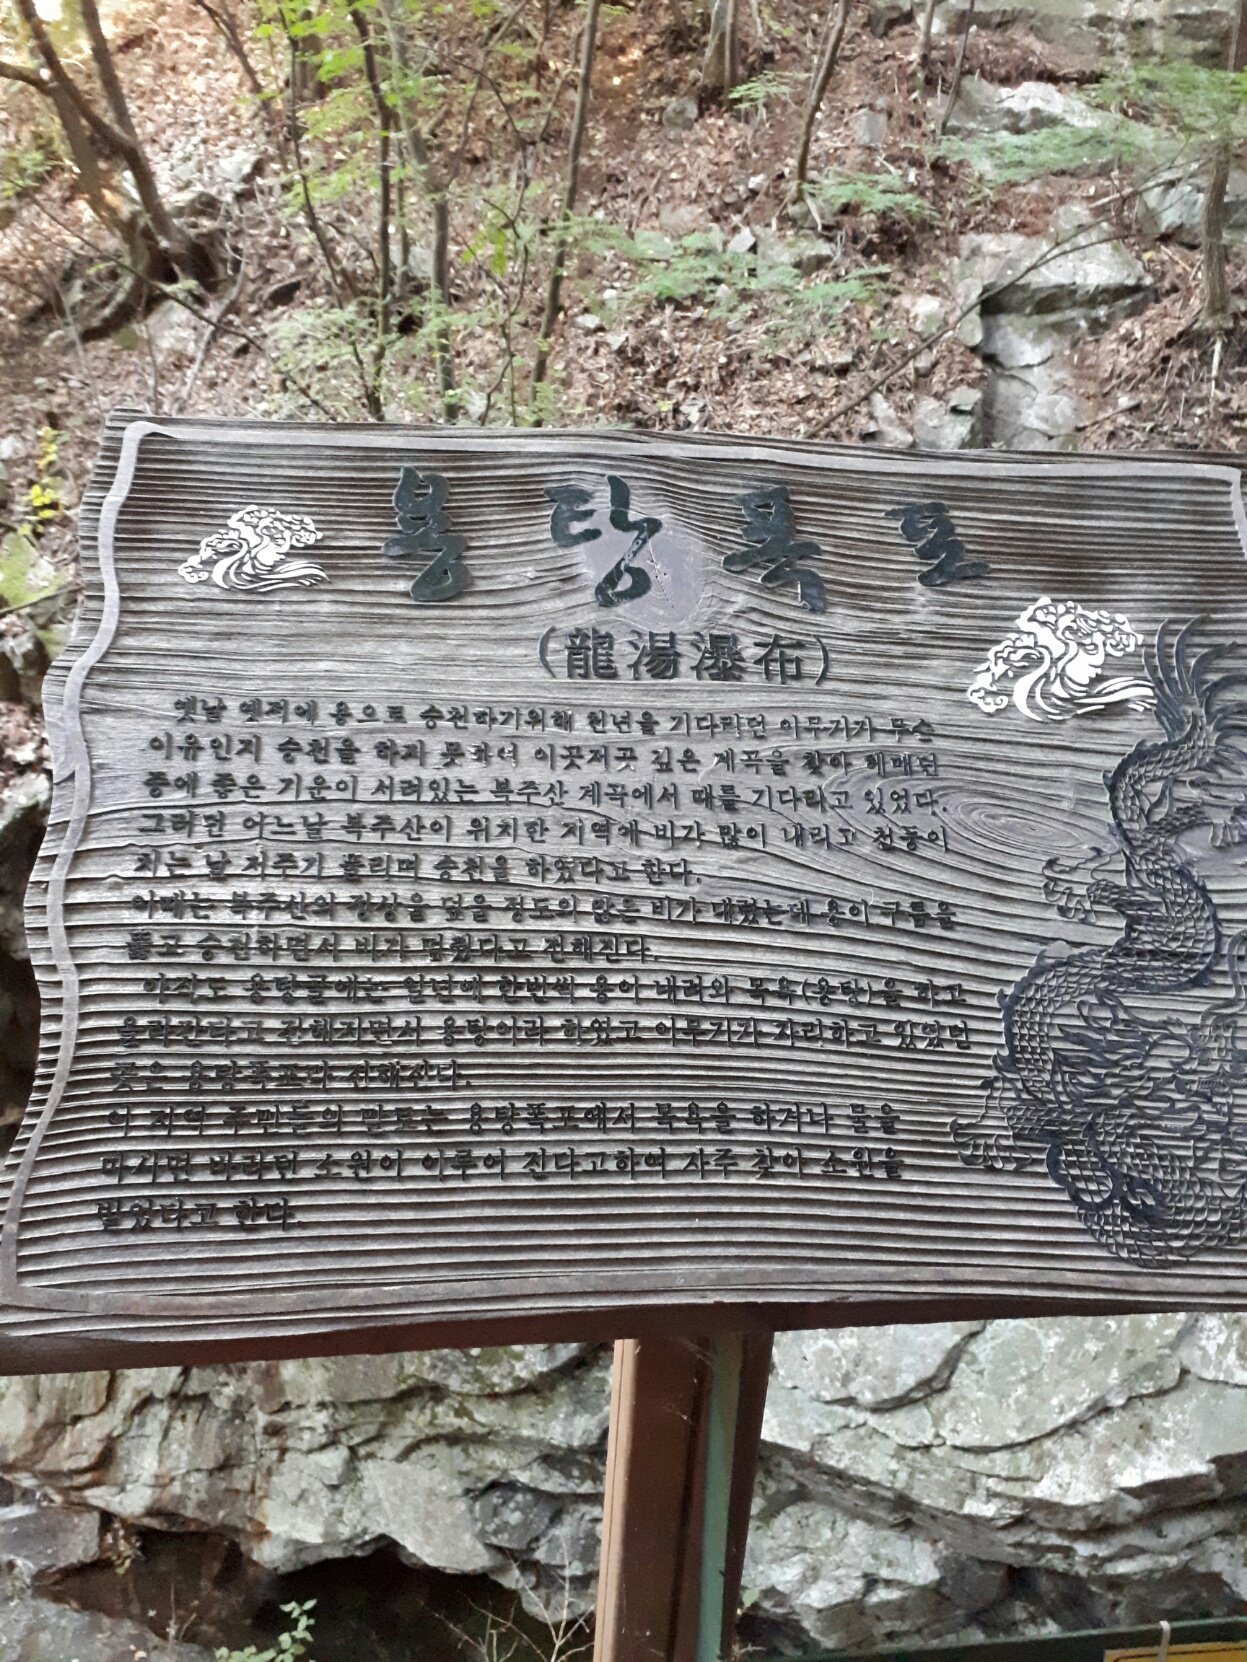 용탕폭포
(龍湯瀑布)
옛날 옛적에 용으로 승천하기위해 천년을 기다리던 이무기가 무슨
이유인지 승천을 하지 못하여 이곳저곳 깊은 계곡을 찾아 헤매던
중에 좋은 기운이 서려있는 복주산 계곡에서 때를 기다리고 있었다.
그러던 어느날 복주산이 위치한 지역에 비가 많이 내리고 천둥이
치는 날 저주가 풀리며 승천을 하였다고 한다.
이때는 복주산의 정상을 덮을 정도의 많은 비가 내렸는데 용이 구름을
뚫고 승천하면서 비가 멈췄다고 전해진다.
아직도 용탕골에는 일년에 한번씩 용이 내려와 목욕(용탕)을 하고
올라간다고 전해지면서 용탕이라 하였고 이무기가 자리하고 있었던
곳은 용탕폭포라 전해진다.
이 지역 주민들의 말로는 용탕폭포에서 목욕을 하거나 물을
마시면 바라던 소원이 이루어 진다고하여 자주 찾아 소원을
빌었다고 한다.